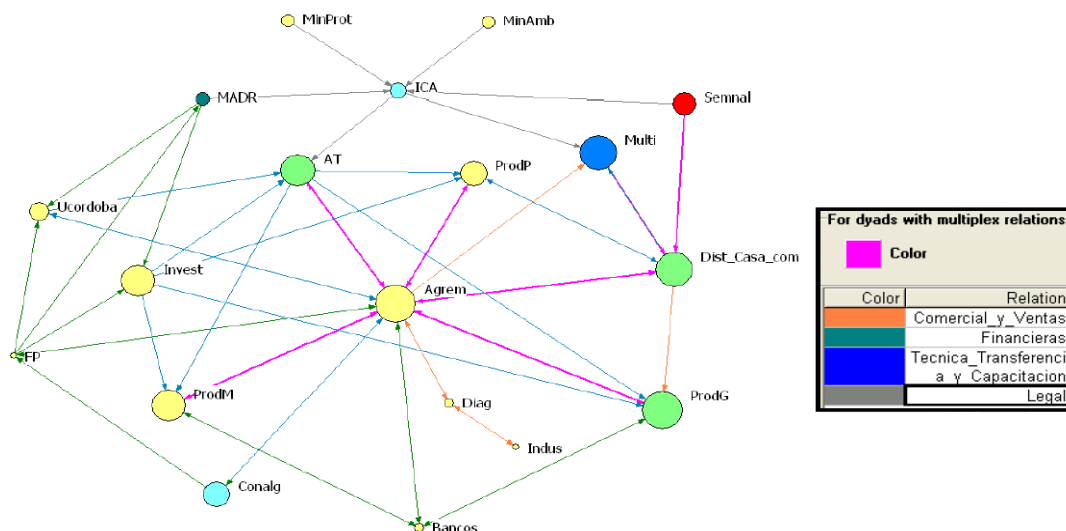 MinProt
MinAmb
ICA
MADR
Semnal
Multi
AT
ProdP
Ucordoba
Dist_Casa_com
Invest
Agrem
FP
ProdM
Diag
ProdG
Indus
Conalg
Bancos
For dyads with multiplex relations
Color
Color Relation
Comercial_y_Ventas
Financieras
Tecnica_Transferenci
a_y_Capacitacion
Legal